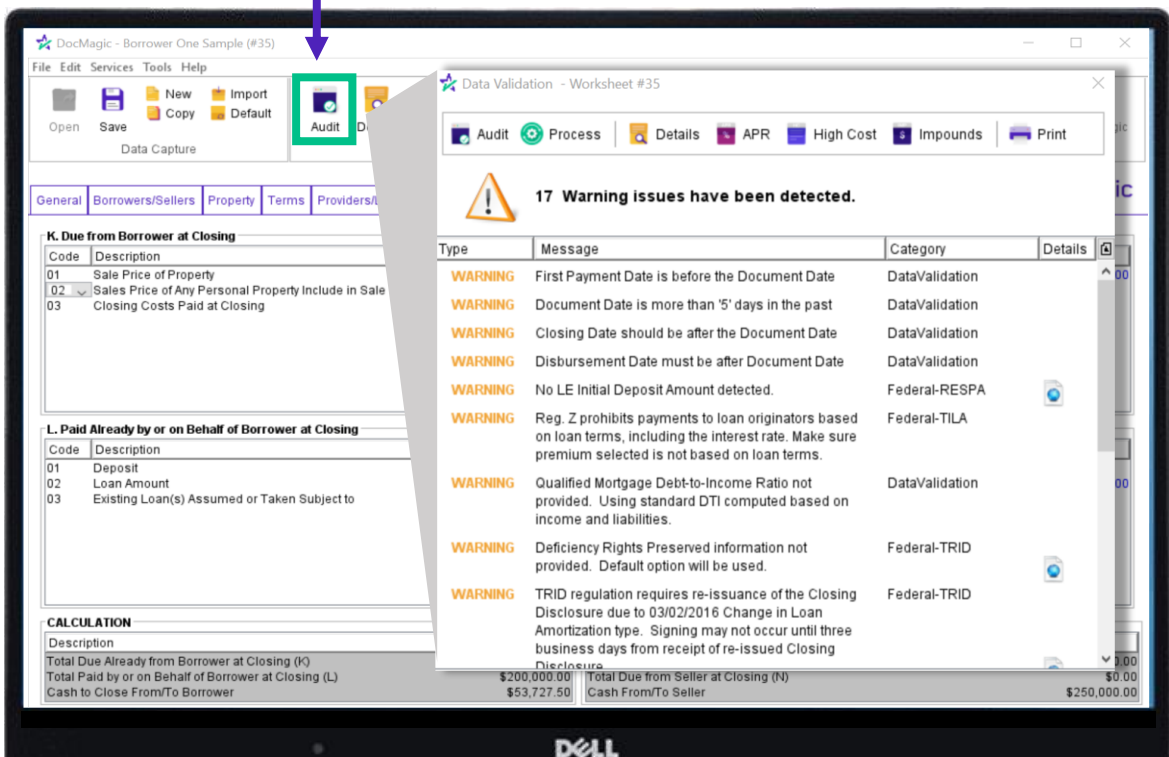 DocMagic - Borrower One Sample (#35)
File Edit Services Tools Help
Open
Save
New
Copy
Import
Default
Data Capture
Audit
General
Borrowers/Sellers
Property
Terms
K. Due from Borrower at Closing
Code Description
01 Sale Price of Property
02 Sales Price of Any Personal Property Include in Sale
03 Closing Costs Paid at Closing
L. Paid Already by or on Behalf of Borrower at Closing
Code Description
01 Deposit
02 Loan Amount
03 Existing Loan(s) Assumed or Taken Subject to
CALCULATION
Description
Total Due Already from Borrower at Closing (K)
Total Paid by or on Behalf of Borrower at Closing (L) $200,000.00 Total Due from Seller at Closing (N) $0.00
Cash to Close From/To Borrower $53,727.50 Cash From/To Seller $250,000.00
Data Validation - Worksheet #35
Audit Process Details APR High Cost Impounds Print
17 Warning issues have been detected.
Type Message Category Details
WARNING First Payment Date is before the Document Date DataValidation
WARNING Document Date is more than '5' days in the past DataValidation
WARNING Closing Date should be after the Document Date DataValidation
WARNING Disbursement Date must be after Document Date DataValidation
WARNING No LE Initial Deposit Amount detected. Federal-RESPA
WARNING Reg. Z prohibits payments to loan originators based Federal-TILA
on loan terms, including the interest rate. Make sure
premium selected is not based on loan terms.
WARNING Qualified Mortgage Debt-to-Income Ratio not DataValidation
provided. Using standard DTI computed based on
income and liabilities.
WARNING Deficiency Rights Preserved information not Federal-TRID
provided. Default option will be used.
WARNING TRID regulation requires re-issuance of the Closing Federal-TRID
Disclosure due to 03/02/2016 Change in Loan
Amortization type. Signing may not occur until three
business days from receipt of re-issued Closing
Disclosure
DELL